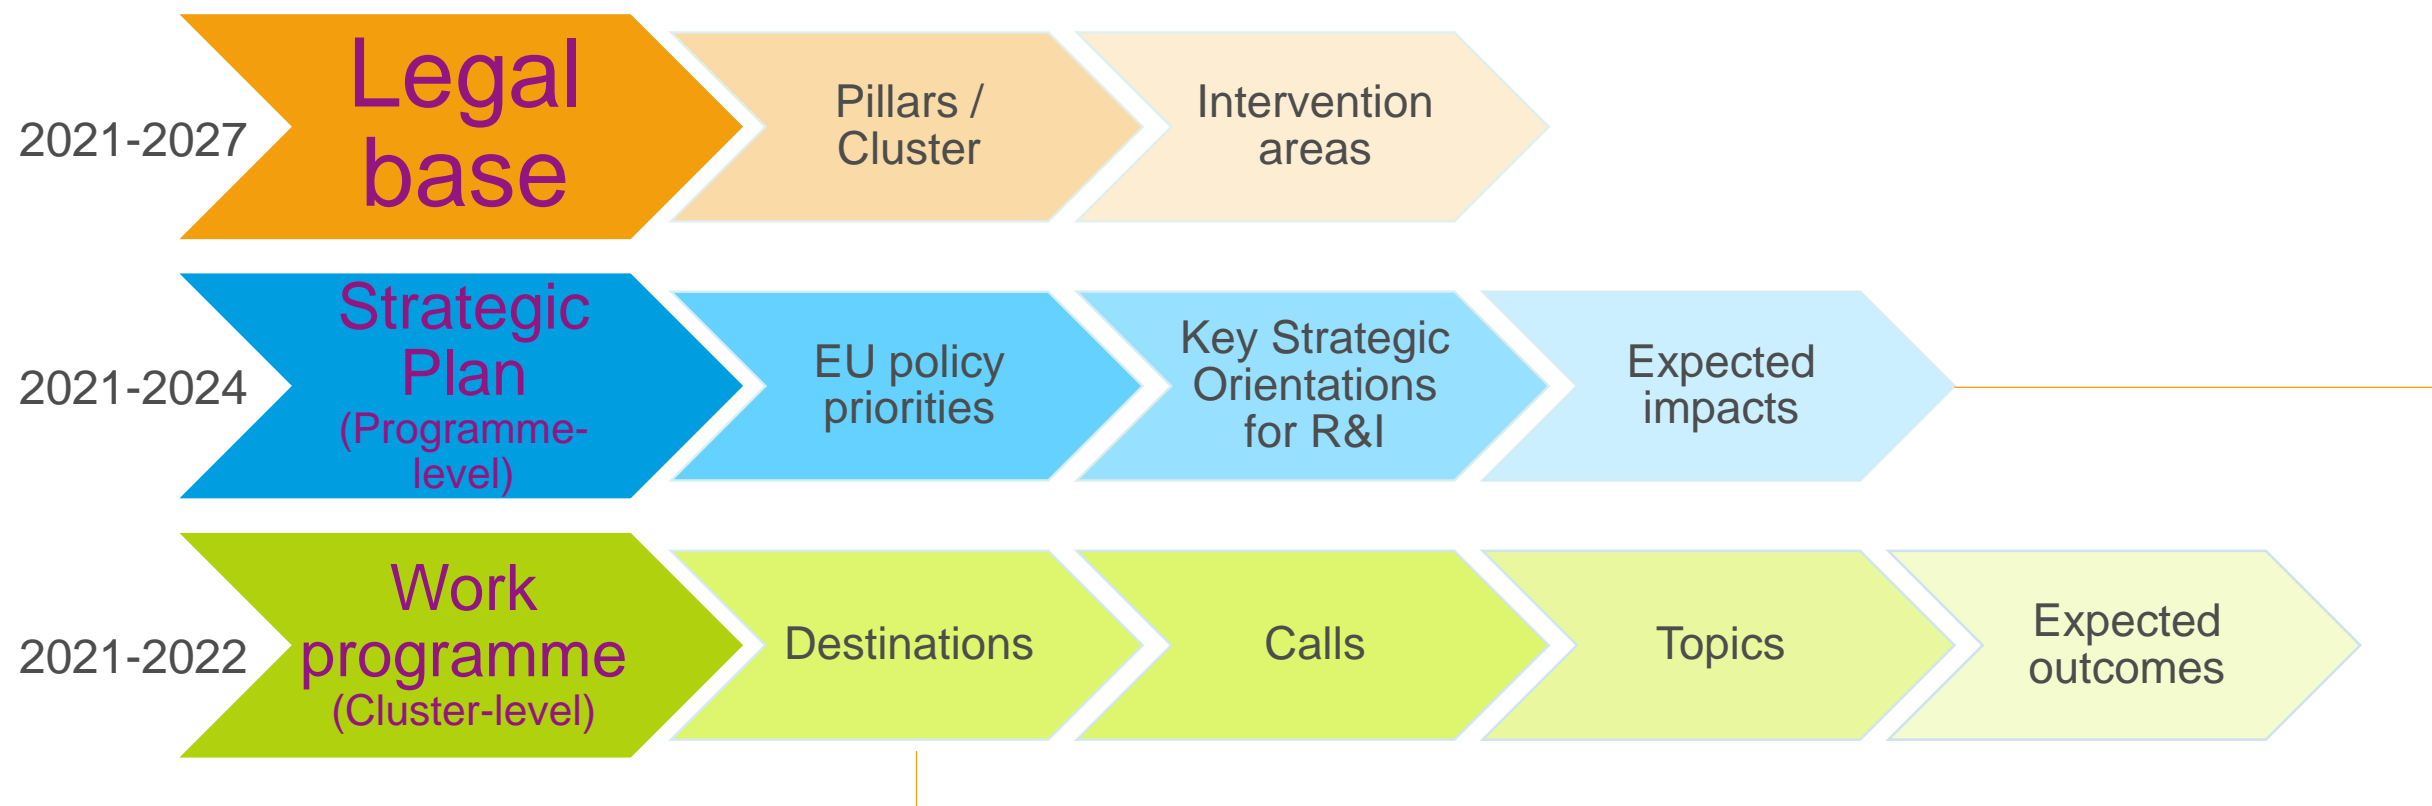 2021-2027
Legal
base
Pillars /
Cluster
Intervention
areas
2021-2024
Strategic
Plan
(Programme-
level)
EU policy
priorities
Key Strategic
Orientations
for R&I
Expected
impacts
2021-2022
Work
programme
(Cluster-level)
Destinations
Calls
Topics
Expected
outcomes